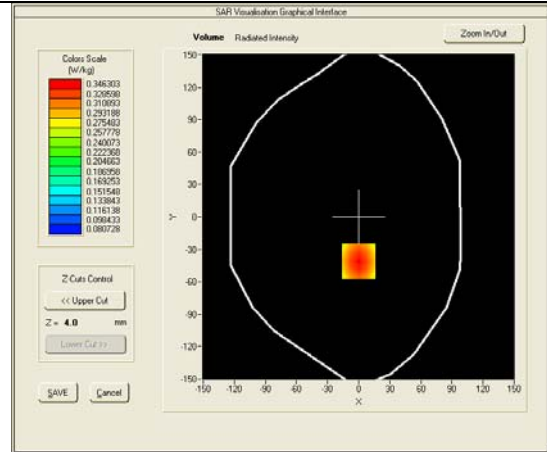 SAR Visualisation Graphical Interface
Volume Radiated Intensity
Zoom In/Out
Colors Scale
(W/kg)
0.346303
0.328598
0.310893
0.293188
0.275483
0.257778
0.240073
0.222368
0.204663
0.186958
0.169253
0.151548
0.133843
0.116138
0.098433
0.080728
Z-Cuts Control
<< Upper Cut
Z = 4.0 mm
Lower Cut >>
SAVE
Cancel
150
120
90
60
30
0
-30
-60
-90
-120
-150
Y
-150 -120 -90 -60 -30 0 30 60 90 120 150
X